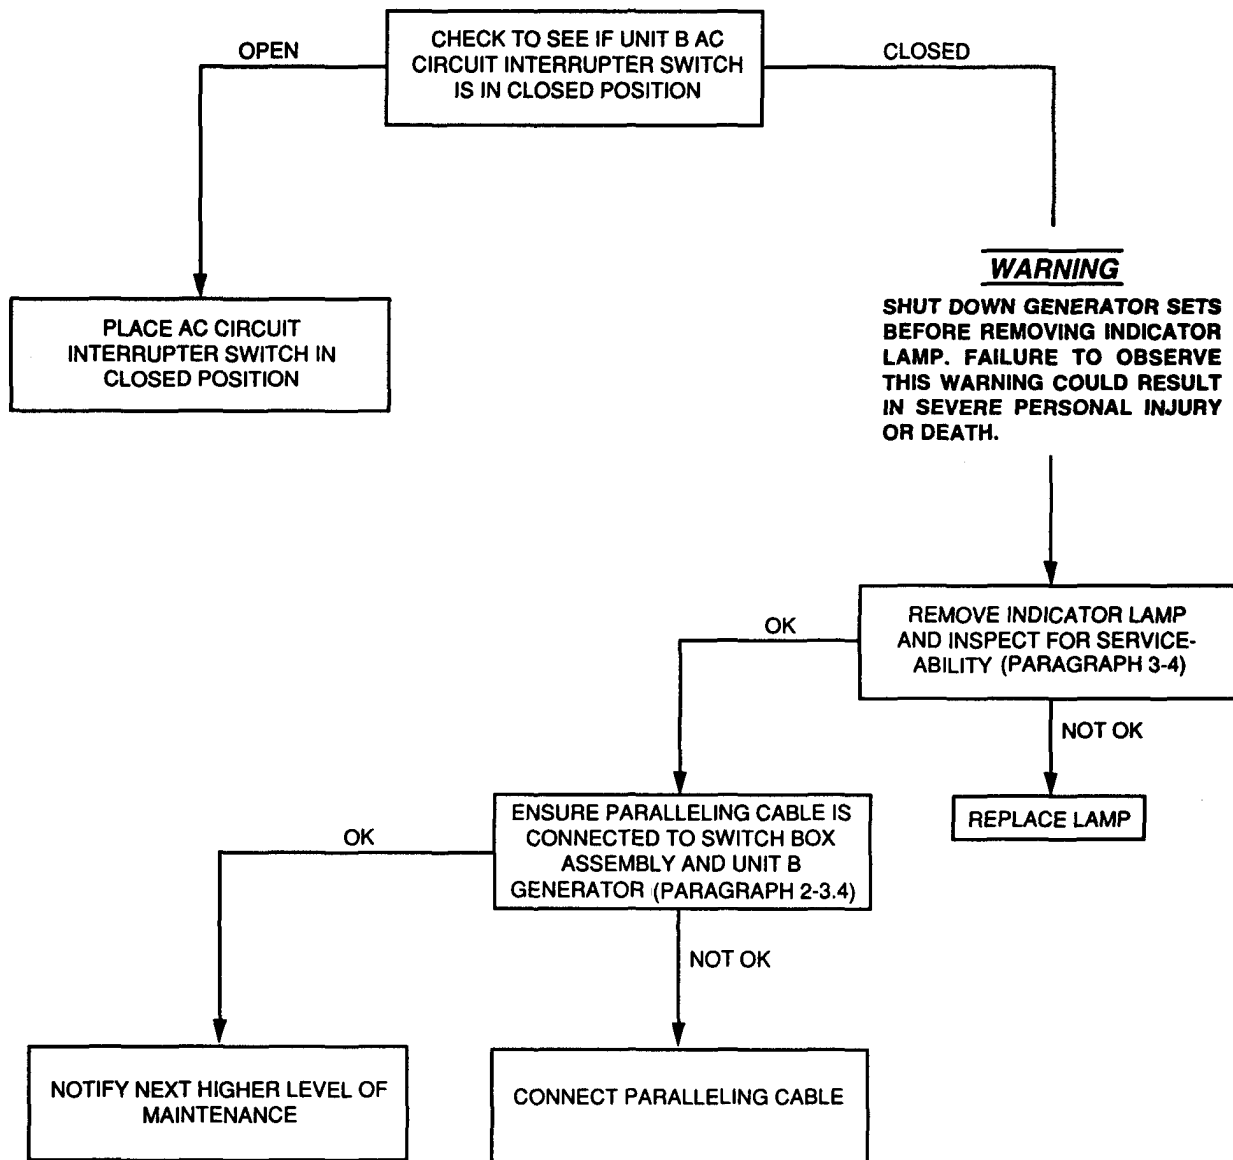 CHECK TO SEE IF UNIT B AC
CIRCUIT INTERRUPTER SWITCH
IS IN CLOSED POSITION
OPEN
CLOSED
PLACE AC CIRCUIT
INTERRUPTER SWITCH IN
CLOSED POSITION
WARNING
SHUT DOWN GENERATOR SETS
BEFORE REMOVING INDICATOR
LAMP. FAILURE TO OBSERVE
THIS WARNING COULD RESULT
IN SEVERE PERSONAL INJURY
OR DEATH.
REMOVE INDICATOR LAMP
AND INSPECT FOR SERVICE-
ABILITY (PARAGRAPH 3-4)
OK
NOT OK
REPLACE LAMP
ENSURE PARALLELING CABLE IS
CONNECTED TO SWITCH BOX
ASSEMBLY AND UNIT B
GENERATOR (PARAGRAPH 2-3.4)
OK
NOT OK
NOTIFY NEXT HIGHER LEVEL OF
MAINTENANCE
CONNECT PARALLELING CABLE